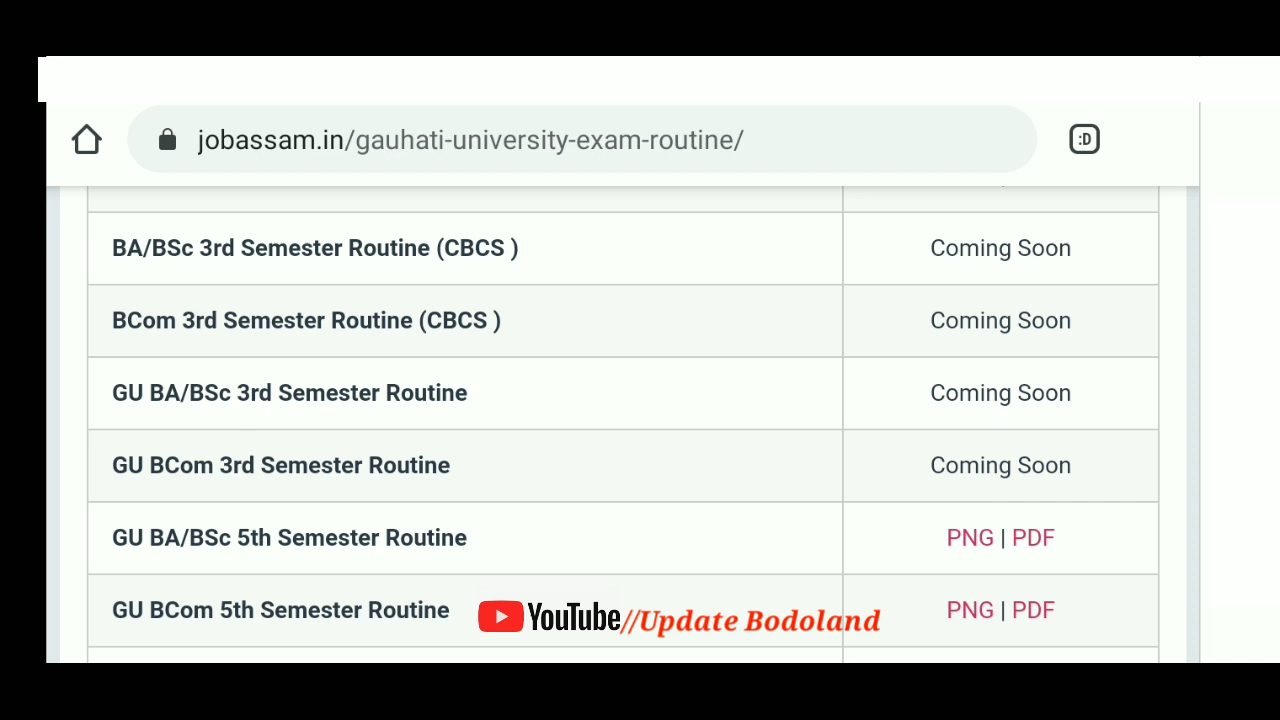 :D
jobassam.in/gauhati-university-exam-routine/
BA/BSc 3rd Semester Routine (CBCS ) Coming Soon
BCom 3rd Semester Routine (CBCS ) Coming Soon
GU BA/BSc 3rd Semester Routine Coming Soon
GU BCom 3rd Semester Routine Coming Soon
GU BA/BSc 5th Semester Routine PNG | PDF
GU BCom 5th Semester Routine PNG | PDF
YouTube//Update Bodoland